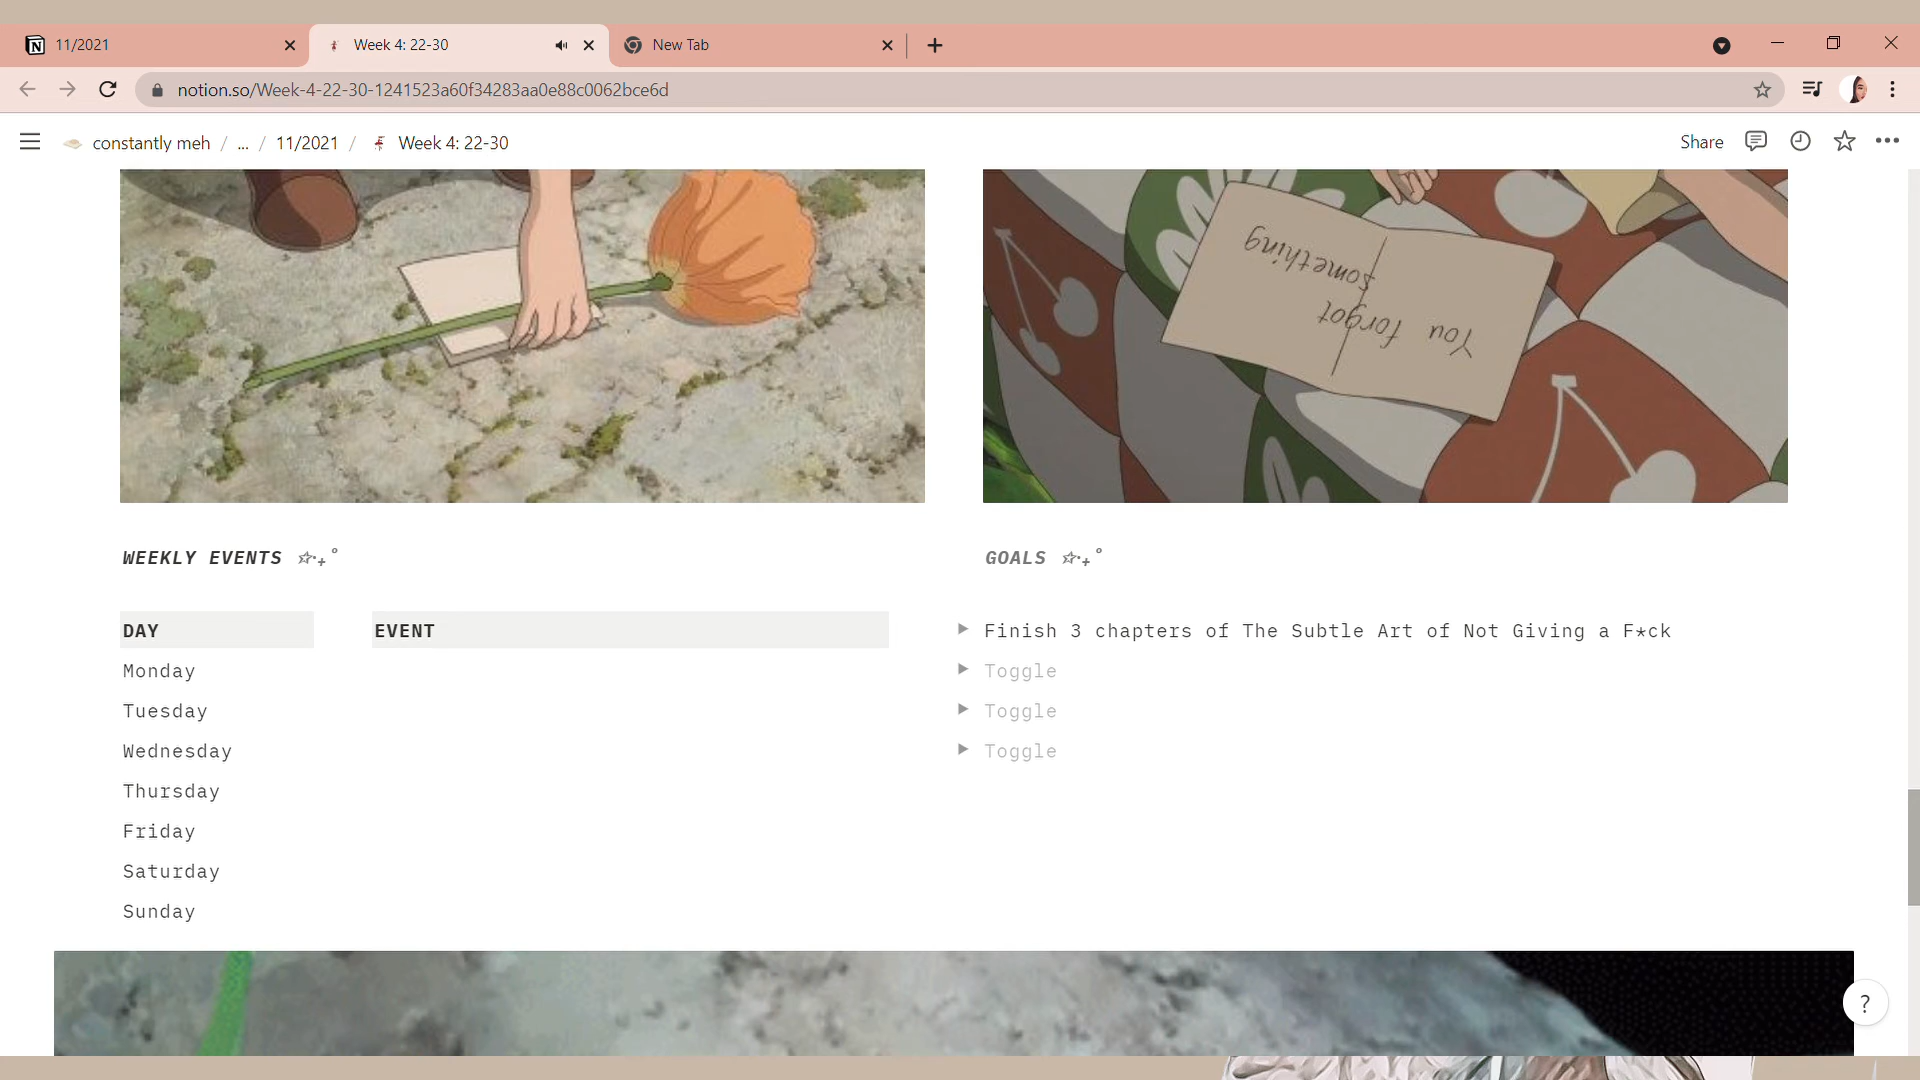 11/2021
Week 4: 22-30
New Tab
notion.so/Week-4-22-30-1241523a60f34283aa0e88c0062bce6d
constantly meh / ... / 11/2021 / Week 4: 22-30
Share
You forgot
something
WEEKLY EVENTS ☆·₊˚
GOALS ☆·₊˚
DAY EVENT
Monday
Tuesday
Wednesday
Thursday
Friday
Saturday
Sunday
Finish 3 chapters of The Subtle Art of Not Giving a F*ck
Toggle
Toggle
Toggle
?